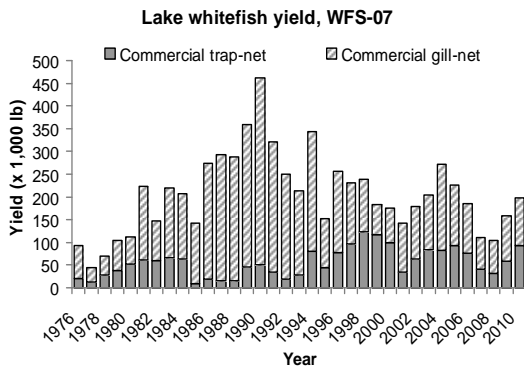 Lake whitefish yield, WFS-07
Commercial trap-net Commercial gill-net
Yield (x 1,000 lb)
500
450
400
350
300
250
200
150
100
50
0
1976 1978 1980 1982 1984 1986 1988 1990 1992 1994 1996 1998 2000 2002 2004 2006 2008 2010
Year